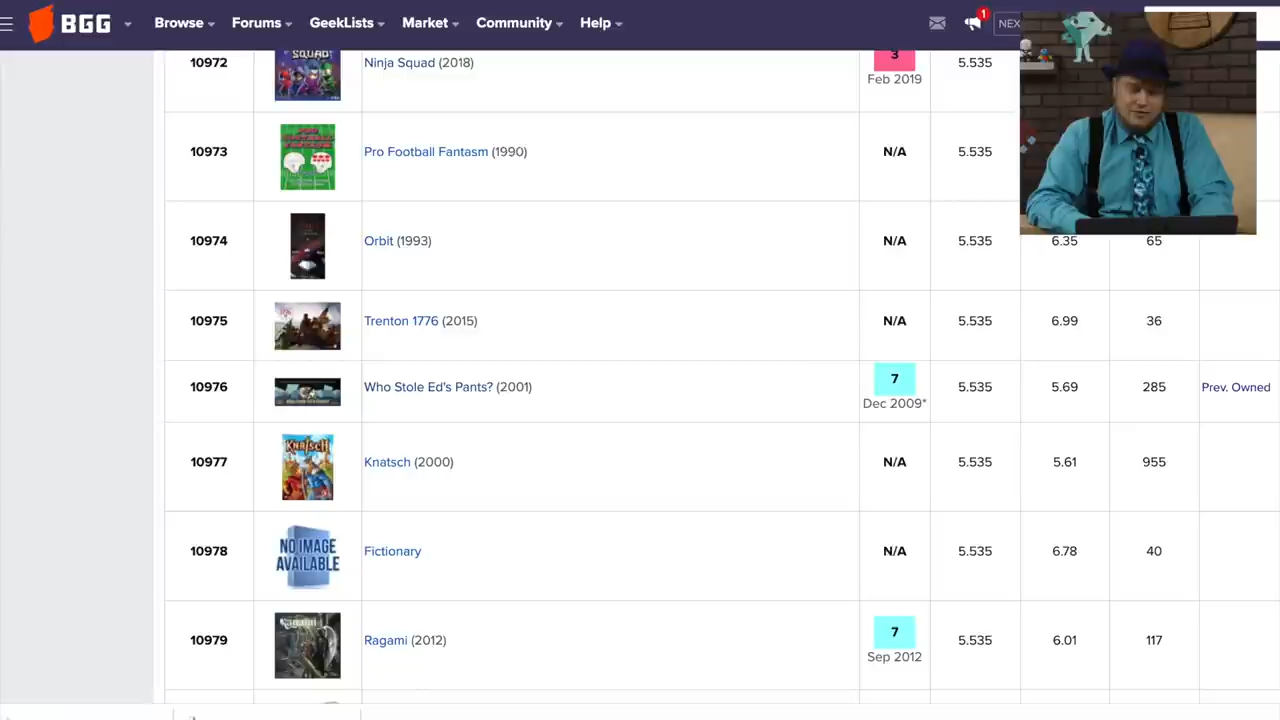 BGG Browse Forums GeekLists Market Community Help 1 NEX
10972 SQUAD! Ninja Squad (2018) 3 Feb 2019 5.535
10973 Pro Football Fantasm (1990) N/A 5.535
10974 Orbit (1993) N/A 5.535 6.35 65
10975 Trenton 1776 (2015) N/A 5.535 6.99 36
10976 Who Stole Ed's Pants? (2001) 7 Dec 2009* 5.535 5.69 285 Prev. Owned
10977 KNATSCH Knatsch (2000) N/A 5.535 5.61 955
10978 NO IMAGE AVAILABLE Fictionary N/A 5.535 6.78 40
10979 Ragami (2012) 7 Sep 2012 5.535 6.01 117